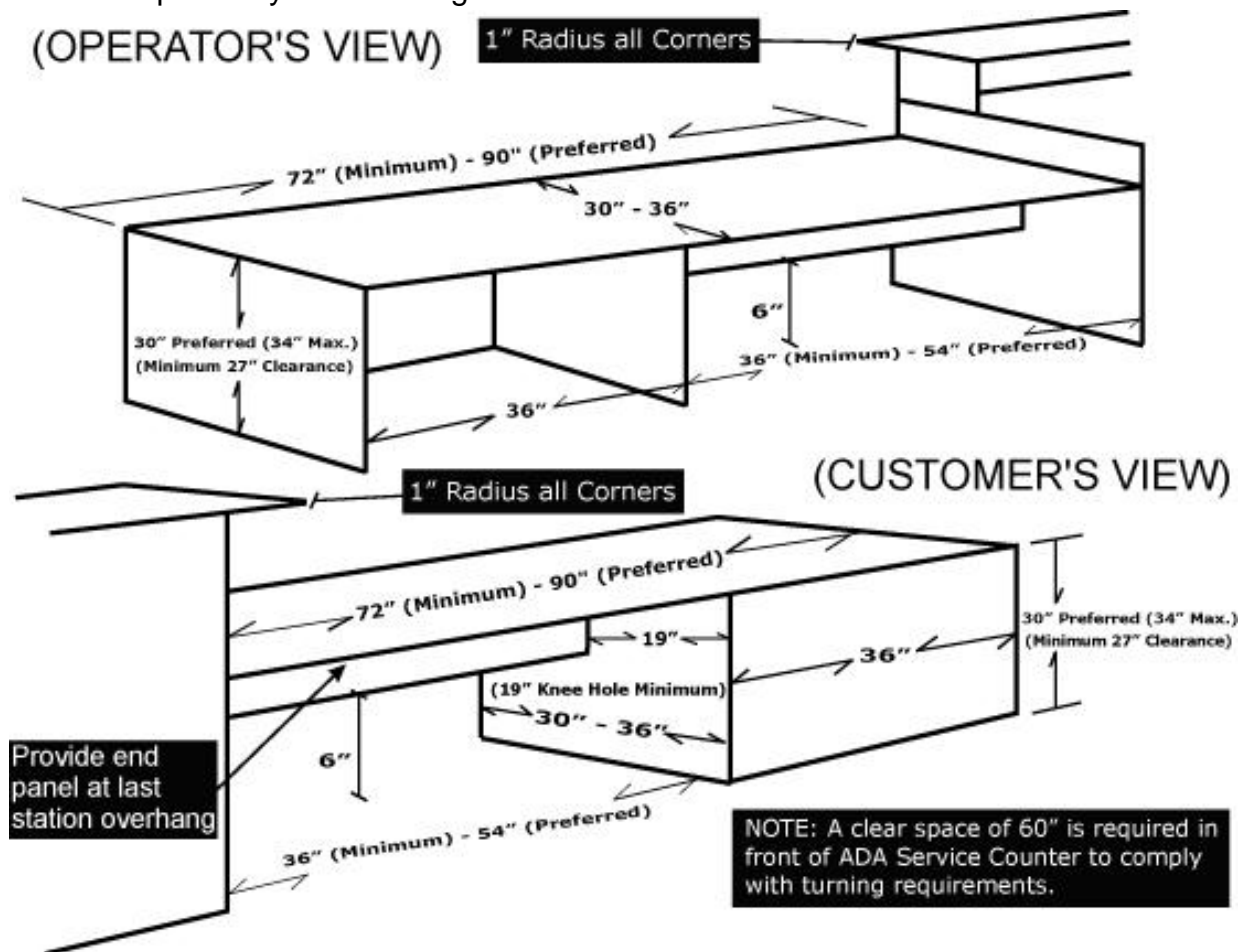 (OPERATOR'S VIEW)
1" Radius all Corners
72" (Minimum) - 90" (Preferred)
30" - 36"
30" Preferred (34" Max.)
(Minimum 27" Clearance)
6"
36" (Minimum) - 54" (Preferred)
36"
(CUSTOMER'S VIEW)
1" Radius all Corners
72" (Minimum) - 90" (Preferred)
19"
(19" Knee Hole Minimum)
30" - 36"
36"
30" Preferred (34" Max.)
(Minimum 27" Clearance)
6"
Provide end
panel at last
station overhang
36" (Minimum) - 54" (Preferred)
NOTE: A clear space of 60" is required in
front of ADA Service Counter to comply
with turning requirements.